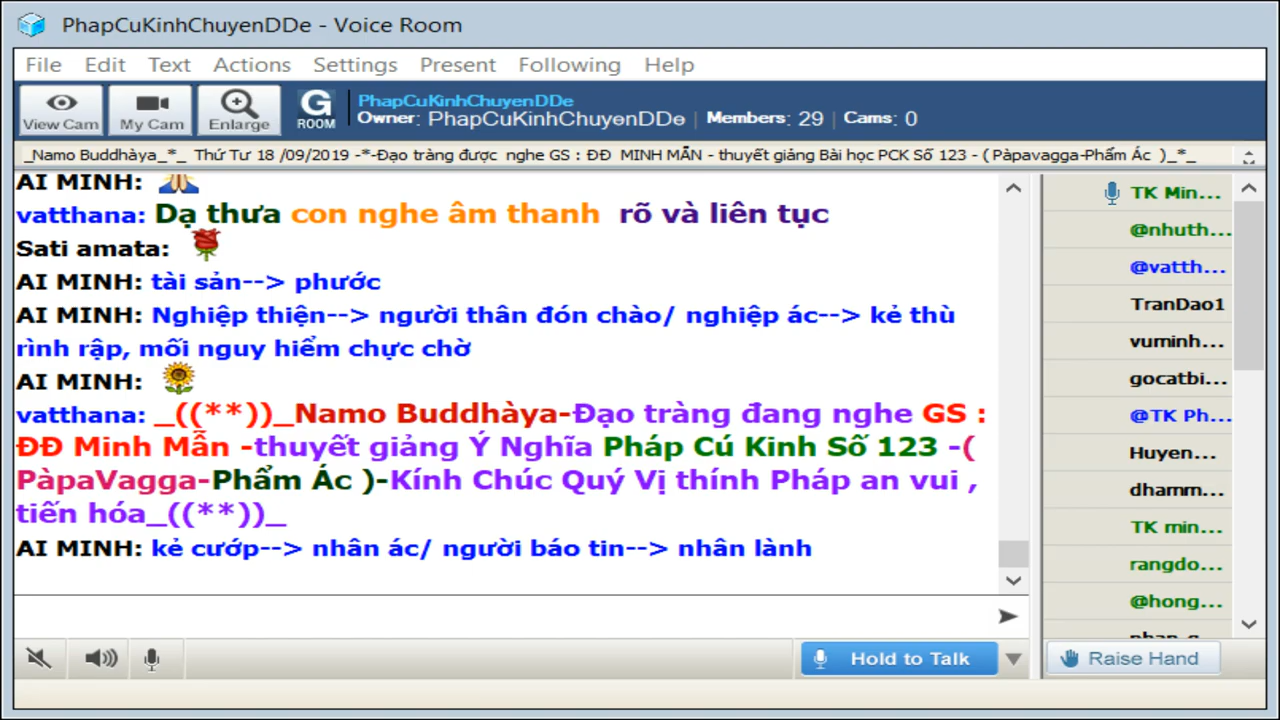 PhapCuKinhChuyenDDe - Voice Room
File Edit Text Actions Settings Present Following Help
View Cam My Cam Enlarge G ROOM
PhapCuKinhChuyenDDe
Owner: PhapCuKinhChuyenDDe | Members: 29 | Cams: 0
_Namo Buddhàya_*_ Thứ Tư 18 /09/2019 -*-Đạo tràng được nghe GS : ĐĐ MINH MẪN - thuyết giảng Bài học PCK Số 123 - ( Pàpavagga-Phẩm Ác )_*_
AI MINH:
vatthana: Dạ thưa con nghe âm thanh rõ và liên tục
Sati amata:
AI MINH: tài sản--> phước
AI MINH: Nghiệp thiện--> người thân đón chào/ nghiệp ác--> kẻ thù
rình rập, mối nguy hiểm chực chờ
AI MINH:
vatthana: _((**))_Namo Buddhàya-Đạo tràng đang nghe GS :
ĐĐ Minh Mẫn -thuyết giảng Ý Nghĩa Pháp Cú Kinh Số 123 -(
PàpaVagga-Phẩm Ác )-Kính Chúc Quý Vị thính Pháp an vui ,
tiến hóa_((**))_
AI MINH: kẻ cướp--> nhân ác/ người báo tin--> nhân lành
TK Min...
@nhuth...
@vatth...
TranDao1
vuminh...
gocatbi...
@TK Ph...
Huyen...
dhamm...
TK min...
rangdo...
@hong...
Hold to Talk
Raise Hand